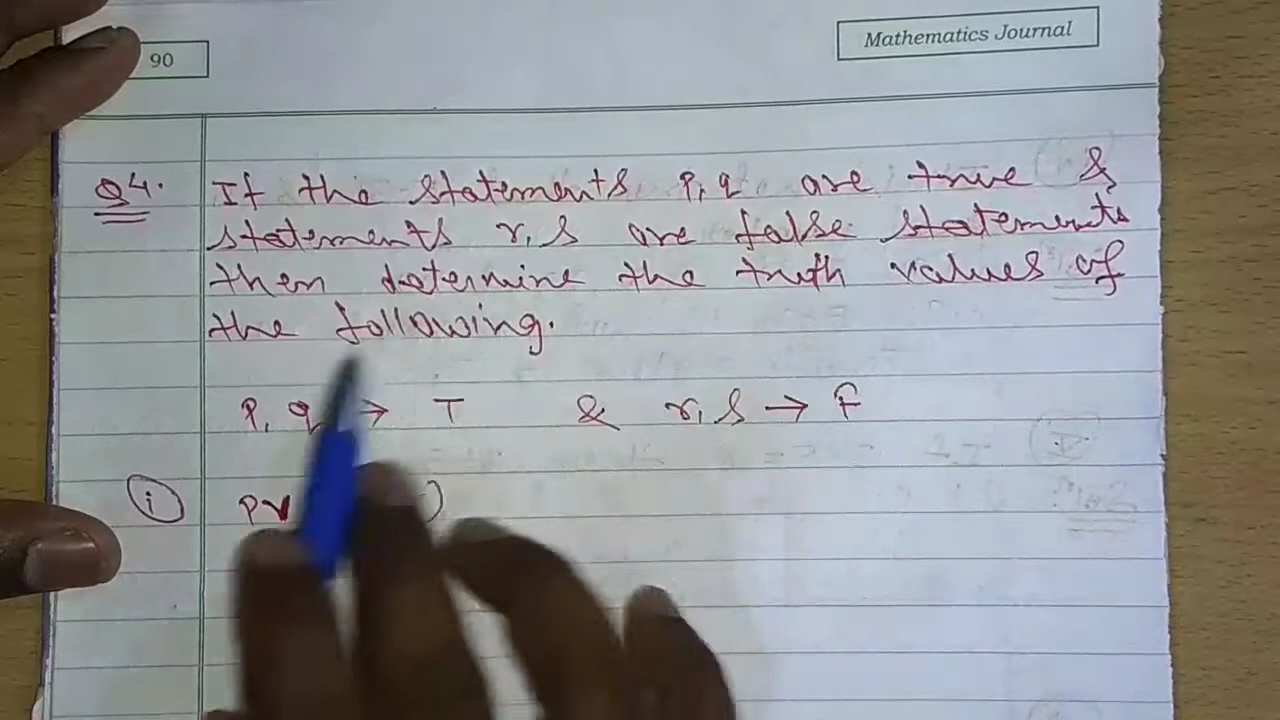 90
Mathematics Journal
Q4. If the statements p, q are true &
statements r, s are false statements
then determine the truth values of
the following.
p, q → T & r, s → F
(i) p∨ )